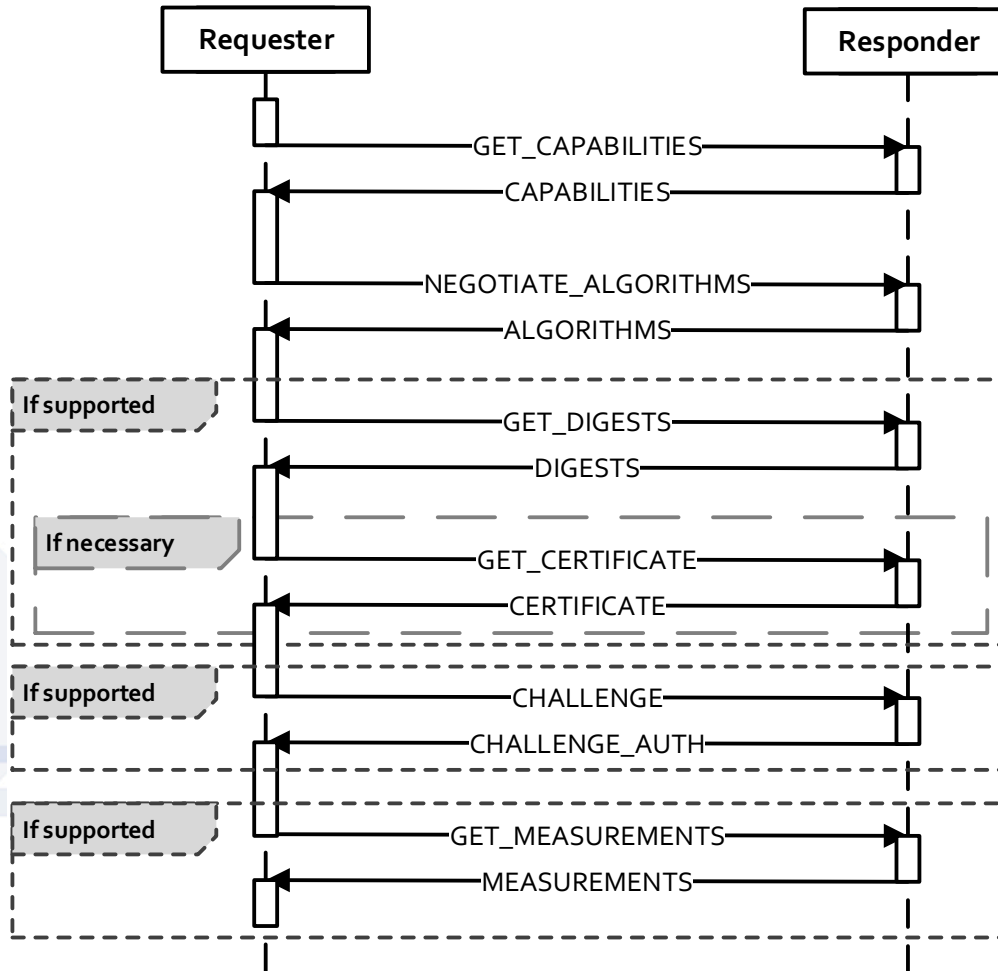 Requester
Responder
GET_CAPABILITIES
CAPABILITIES
NEGOTIATE_ALGORITHMS
ALGORITHMS
If supported
GET_DIGESTS
DIGESTS
If necessary
GET_CERTIFICATE
CERTIFICATE
If supported
CHALLENGE
CHALLENGE_AUTH
If supported
GET_MEASUREMENTS
MEASUREMENTS